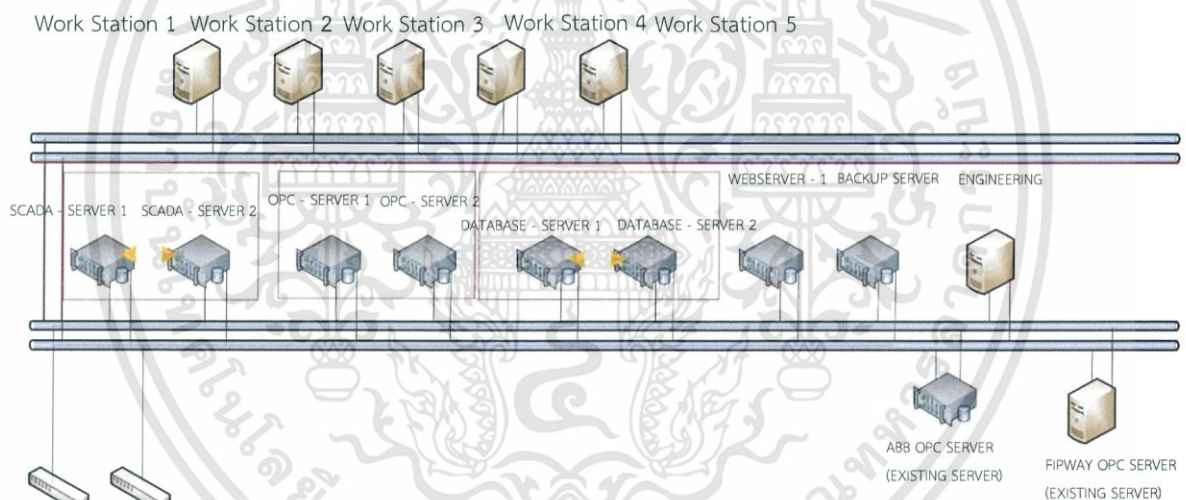 Work Station 1 Work Station 2 Work Station 3 Work Station 4 Work Station 5
WEBSERVER - 1 BACKUP SERVER ENGINEERING
SCADA - SERVER 1 SCADA - SERVER 2 OPC - SERVER 1 OPC - SERVER 2
DATABASE - SERVER 1 DATABASE - SERVER 2
ABB OPC SERVER
(EXISTING SERVER)
FIPWAY OPC SERVER
(EXISTING SERVER)